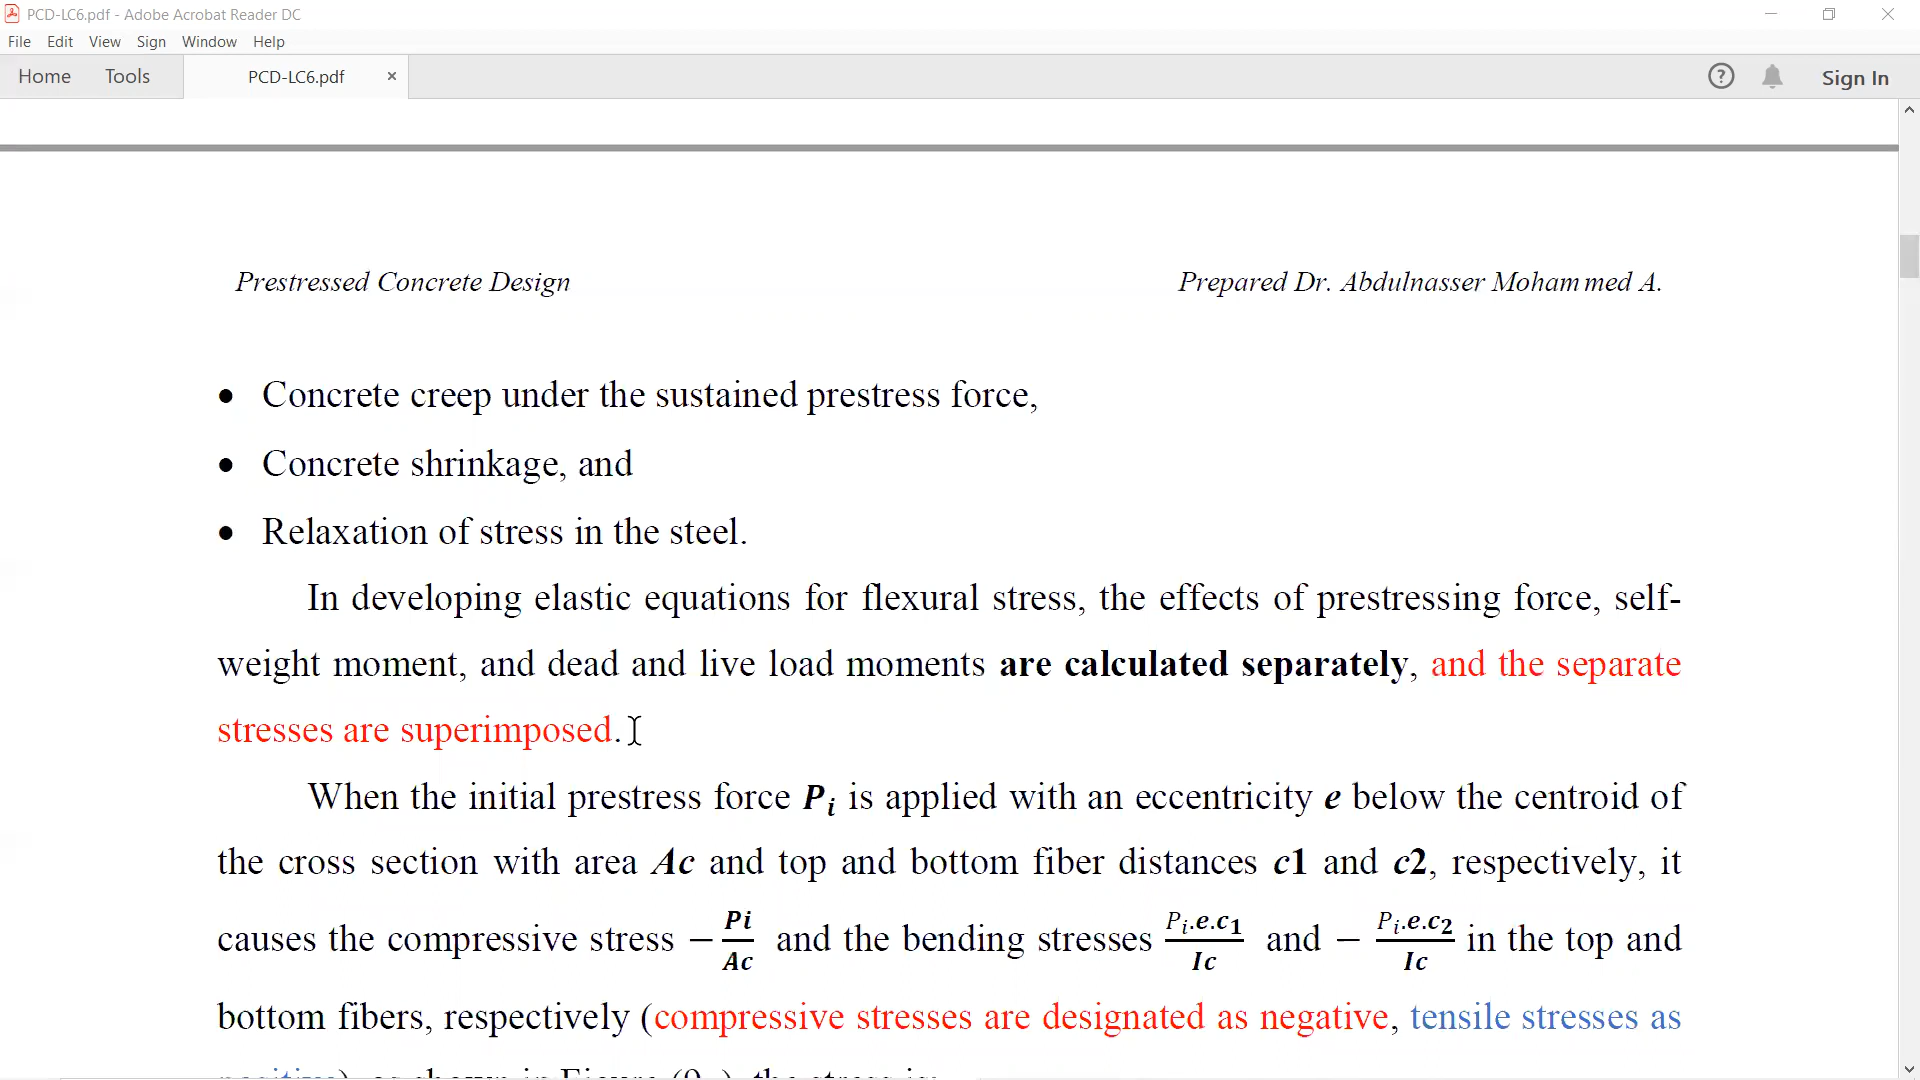 PCD-LC6.pdf - Adobe Acrobat Reader DC
File Edit View Sign Window Help
Home Tools PCD-LC6.pdf × ? Sign In
Prestressed Concrete Design Prepared Dr. Abdulnasser Mohammed A.
• Concrete creep under the sustained prestress force,
• Concrete shrinkage, and
• Relaxation of stress in the steel.
In developing elastic equations for flexural stress, the effects of prestressing force, self-
weight moment, and dead and live load moments are calculated separately, and the separate
stresses are superimposed.
When the initial prestress force Pᵢ is applied with an eccentricity e below the centroid of
the cross section with area Ac and top and bottom fiber distances c1 and c2, respectively, it
causes the compressive stress − Pi/Ac and the bending stresses Pᵢ.e.c₁/Ic and − Pᵢ.e.c₂/Ic in the top and
bottom fibers, respectively (compressive stresses are designated as negative, tensile stresses as